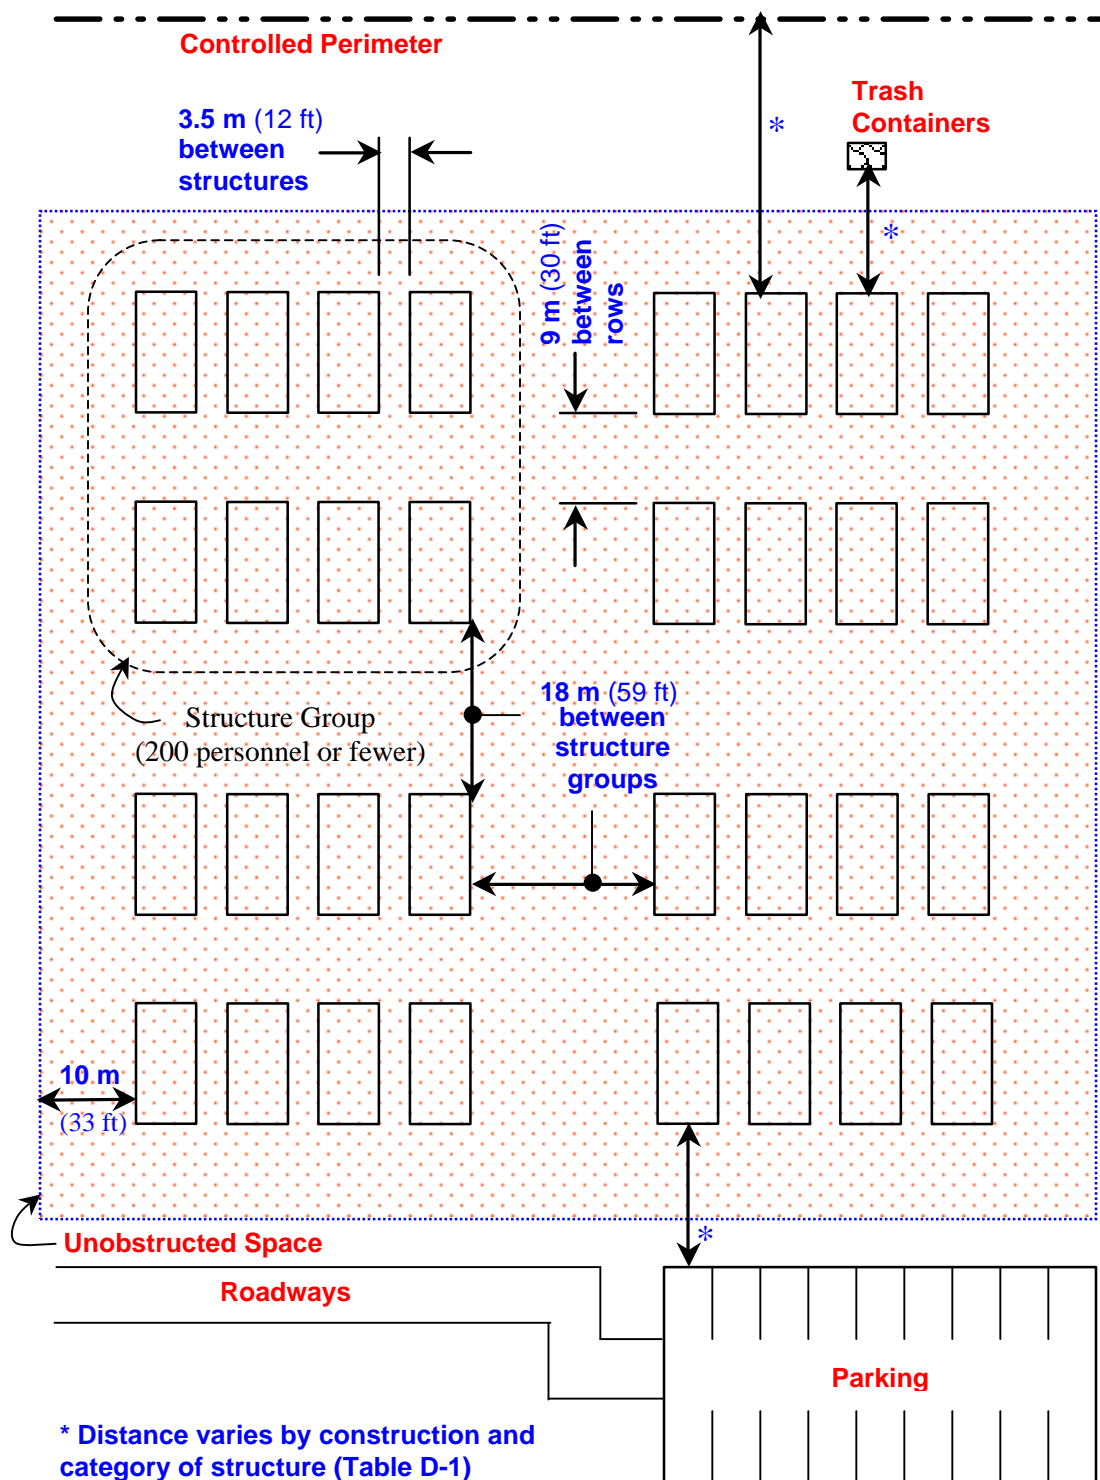 Controlled Perimeter
Trash
Containers
3.5 m (12 ft)
between
structures
*
*
9 m (30 ft)
between
rows
18 m (59 ft)
between
structure
groups
Structure Group
(200 personnel or fewer)
10 m
(33 ft)
*
Unobstructed Space
Roadways
Parking
* Distance varies by construction and
category of structure (Table D-1)